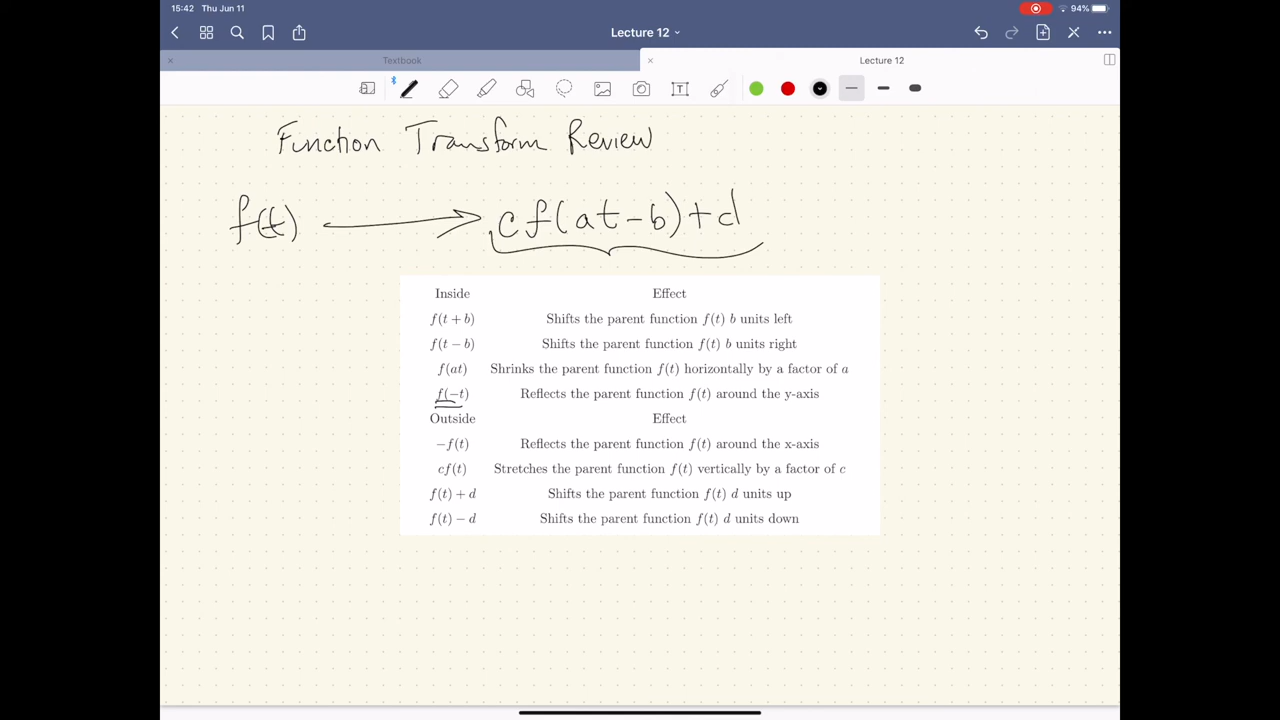 15:42 Thu Jun 11 94%
Lecture 12
Textbook Lecture 12
T
Function Transform Review
f(t) → cf(at-b)+d
Inside Effect
f(t + b) Shifts the parent function f(t) b units left
f(t − b) Shifts the parent function f(t) b units right
f(at) Shrinks the parent function f(t) horizontally by a factor of a
f(−t) Reflects the parent function f(t) around the y-axis
Outside Effect
−f(t) Reflects the parent function f(t) around the x-axis
cf(t) Stretches the parent function f(t) vertically by a factor of c
f(t) + d Shifts the parent function f(t) d units up
f(t) − d Shifts the parent function f(t) d units down